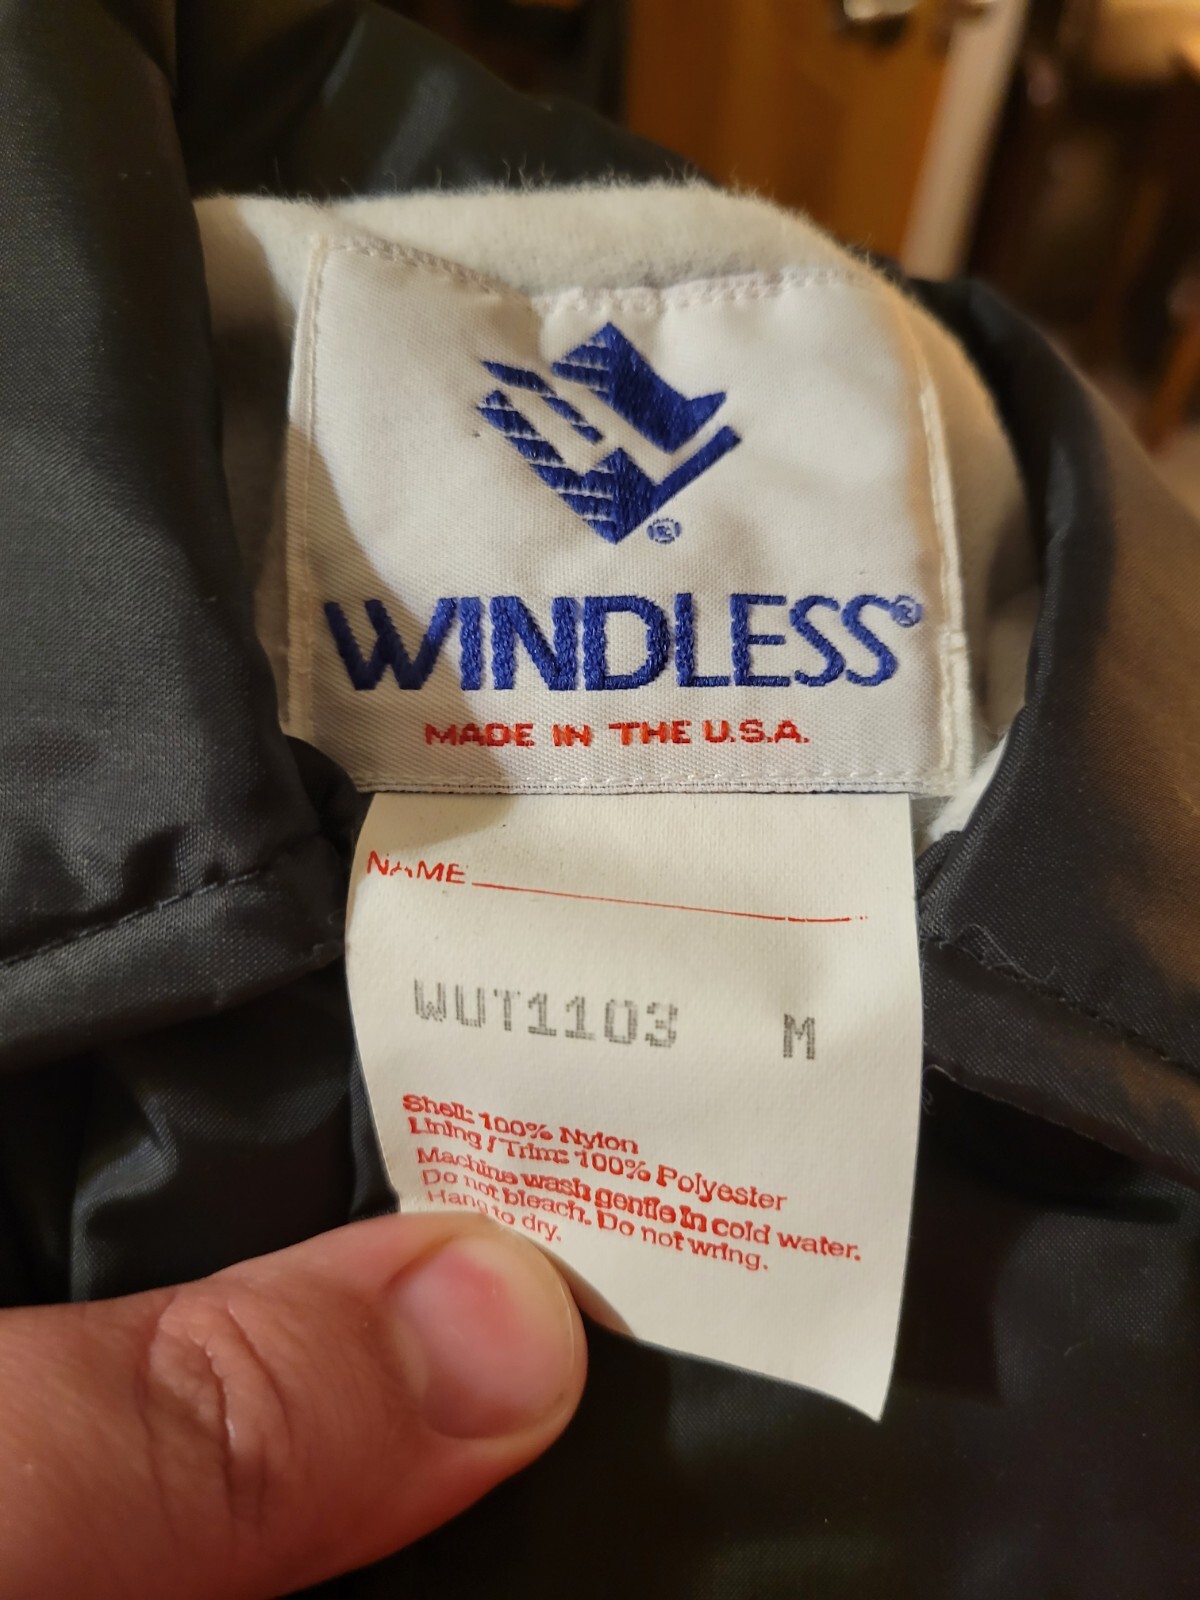 ®
WINDLESS®
MADE IN THE U.S.A.
NAME
WUT1103 M
Shell: 100% Nylon
Lining / Trim: 100% Polyester
Machine wash gentle in cold water.
Do not bleach. Do not wring.
Hang to dry.